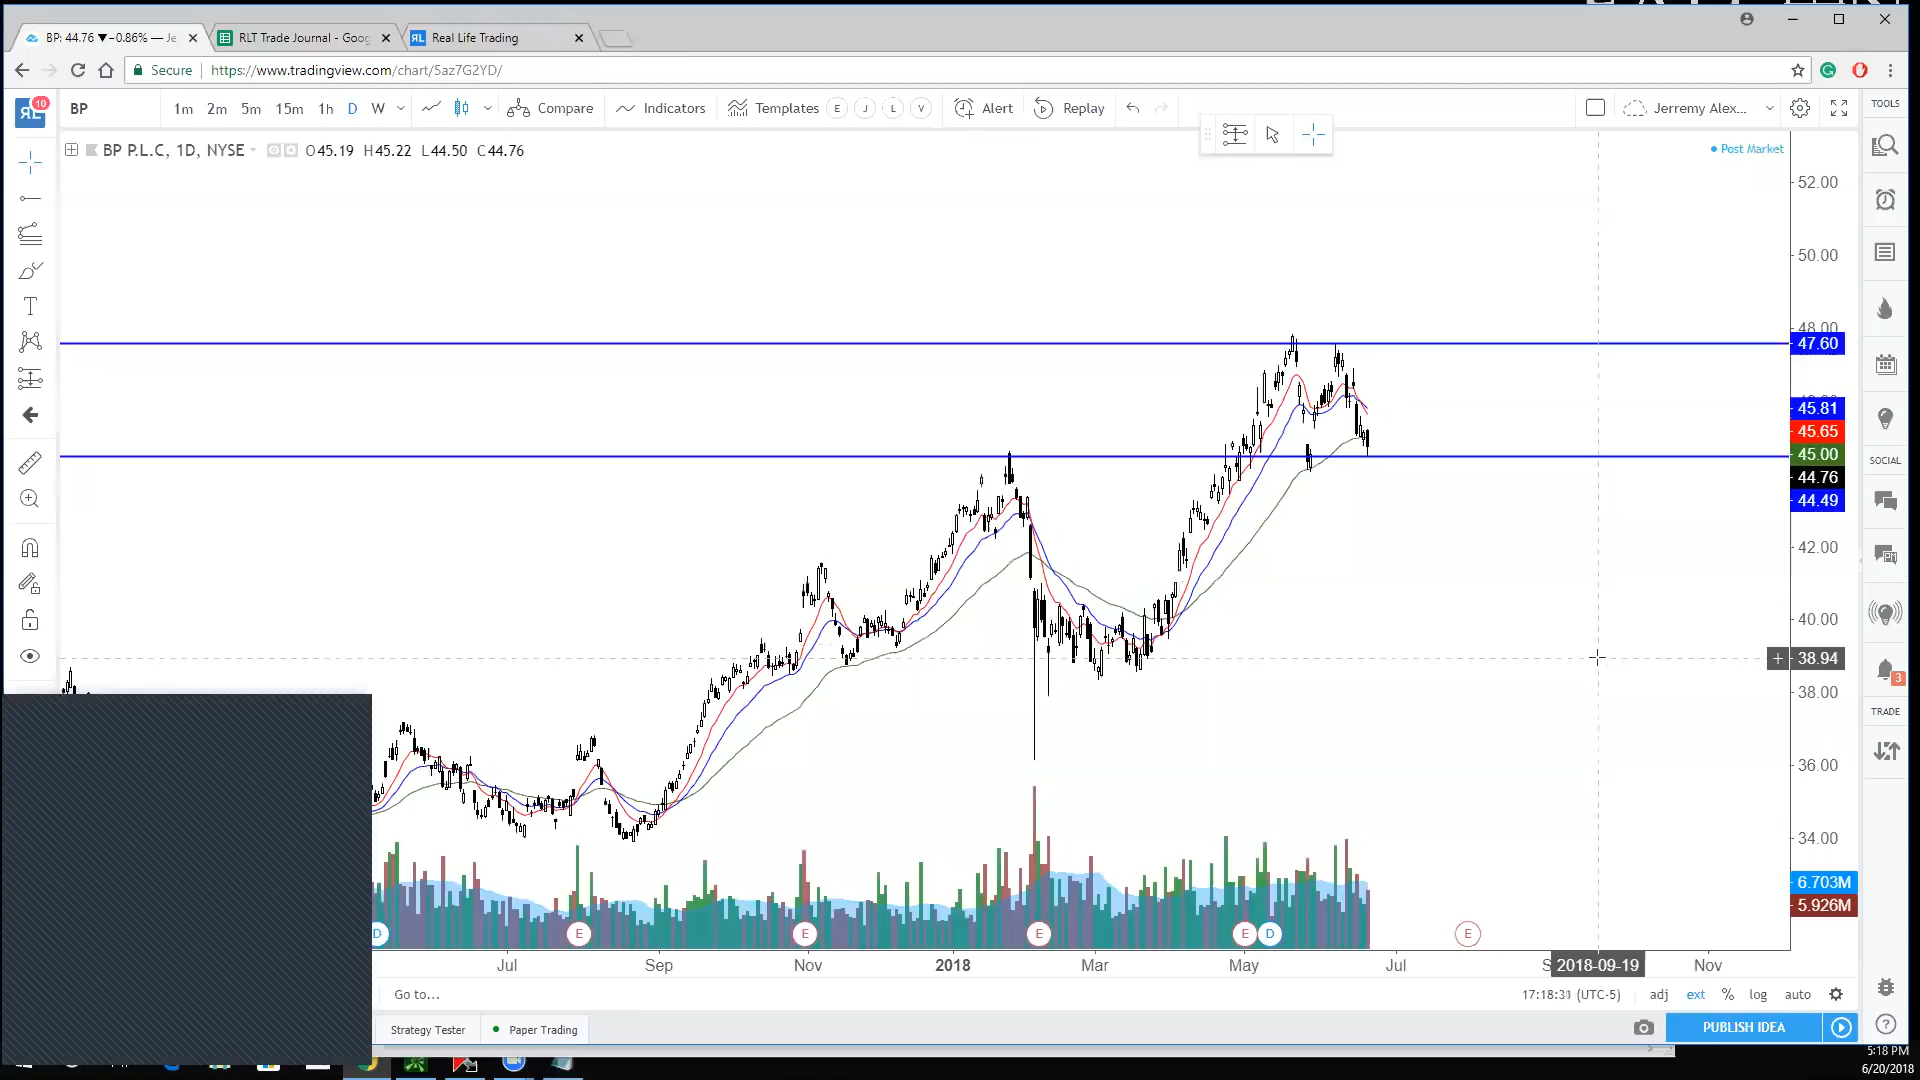 BP: 44.76 ▼−0.86% — Je
RLT Trade Journal - Goog
RL Real Life Trading
Secure
https://www.tradingview.com/chart/5az7G2YD/
RL 10
BP
1m 2m 5m 15m 1h D W
Compare
Indicators
Templates E J L V
Alert
Replay
Jerremy Alex...
TOOLS
BP P.L.C, 1D, NYSE
O45.19 H45.22 L44.50 C44.76
Post Market
52.00
50.00
48.00
47.60
45.81
45.65
45.00
44.76
44.49
42.00
40.00
38.94
38.00
36.00
34.00
6.703M
5.926M
SOCIAL
3
TRADE
D E E E E D E
Jul Sep Nov 2018 Mar May Jul S 2018-09-19 Nov
Go to...
17:18:30 (UTC-5) adj ext % log auto
Strategy Tester
Paper Trading
PUBLISH IDEA
5:18 PM
6/20/2018